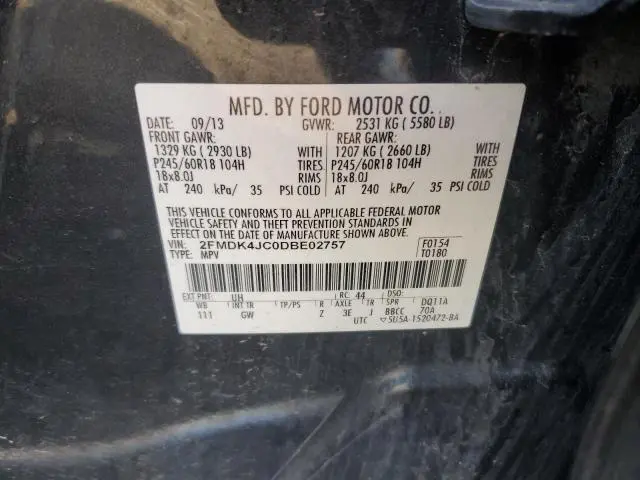 MFD. BY FORD MOTOR CO.
DATE: 09/13 GVWR: 2531 KG ( 5580 LB)
FRONT GAWR: REAR GAWR:
1329 KG ( 2930 LB) WITH 1207 KG ( 2660 LB) WITH
P245/60R18 104H TIRES P245/60R18 104H TIRES
18x8.0J RIMS 18x8.0J RIMS
AT 240 kPa/ 35 PSI COLD AT 240 kPa/ 35 PSI COLD
THIS VEHICLE CONFORMS TO ALL APPLICABLE FEDERAL MOTOR
VEHICLE SAFETY AND THEFT PREVENTION STANDARDS IN
EFFECT ON THE DATE OF MANUFACTURE SHOWN ABOVE.
VIN: 2FMDK4JC0DBE02757 F0154
TYPE: MPV T0180
EXT PNT: UH RC: 44 DSO:
WB INT TR TP/PS R AXLE TR SPR DQ11A
111 GW Z 3E J BBCC 70A
UTC 5U5A-1520472-BA